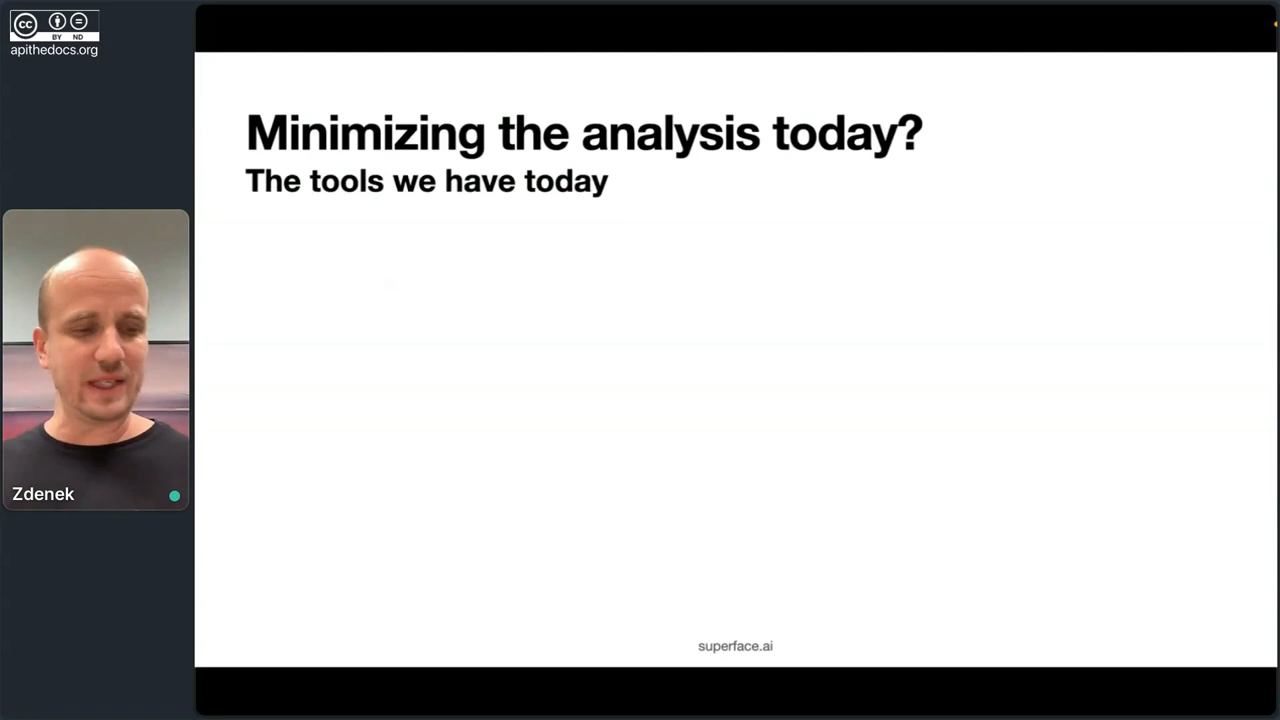 CC BY ND
apithedocs.org
Minimizing the analysis today?
The tools we have today
Zdenek
superface.ai